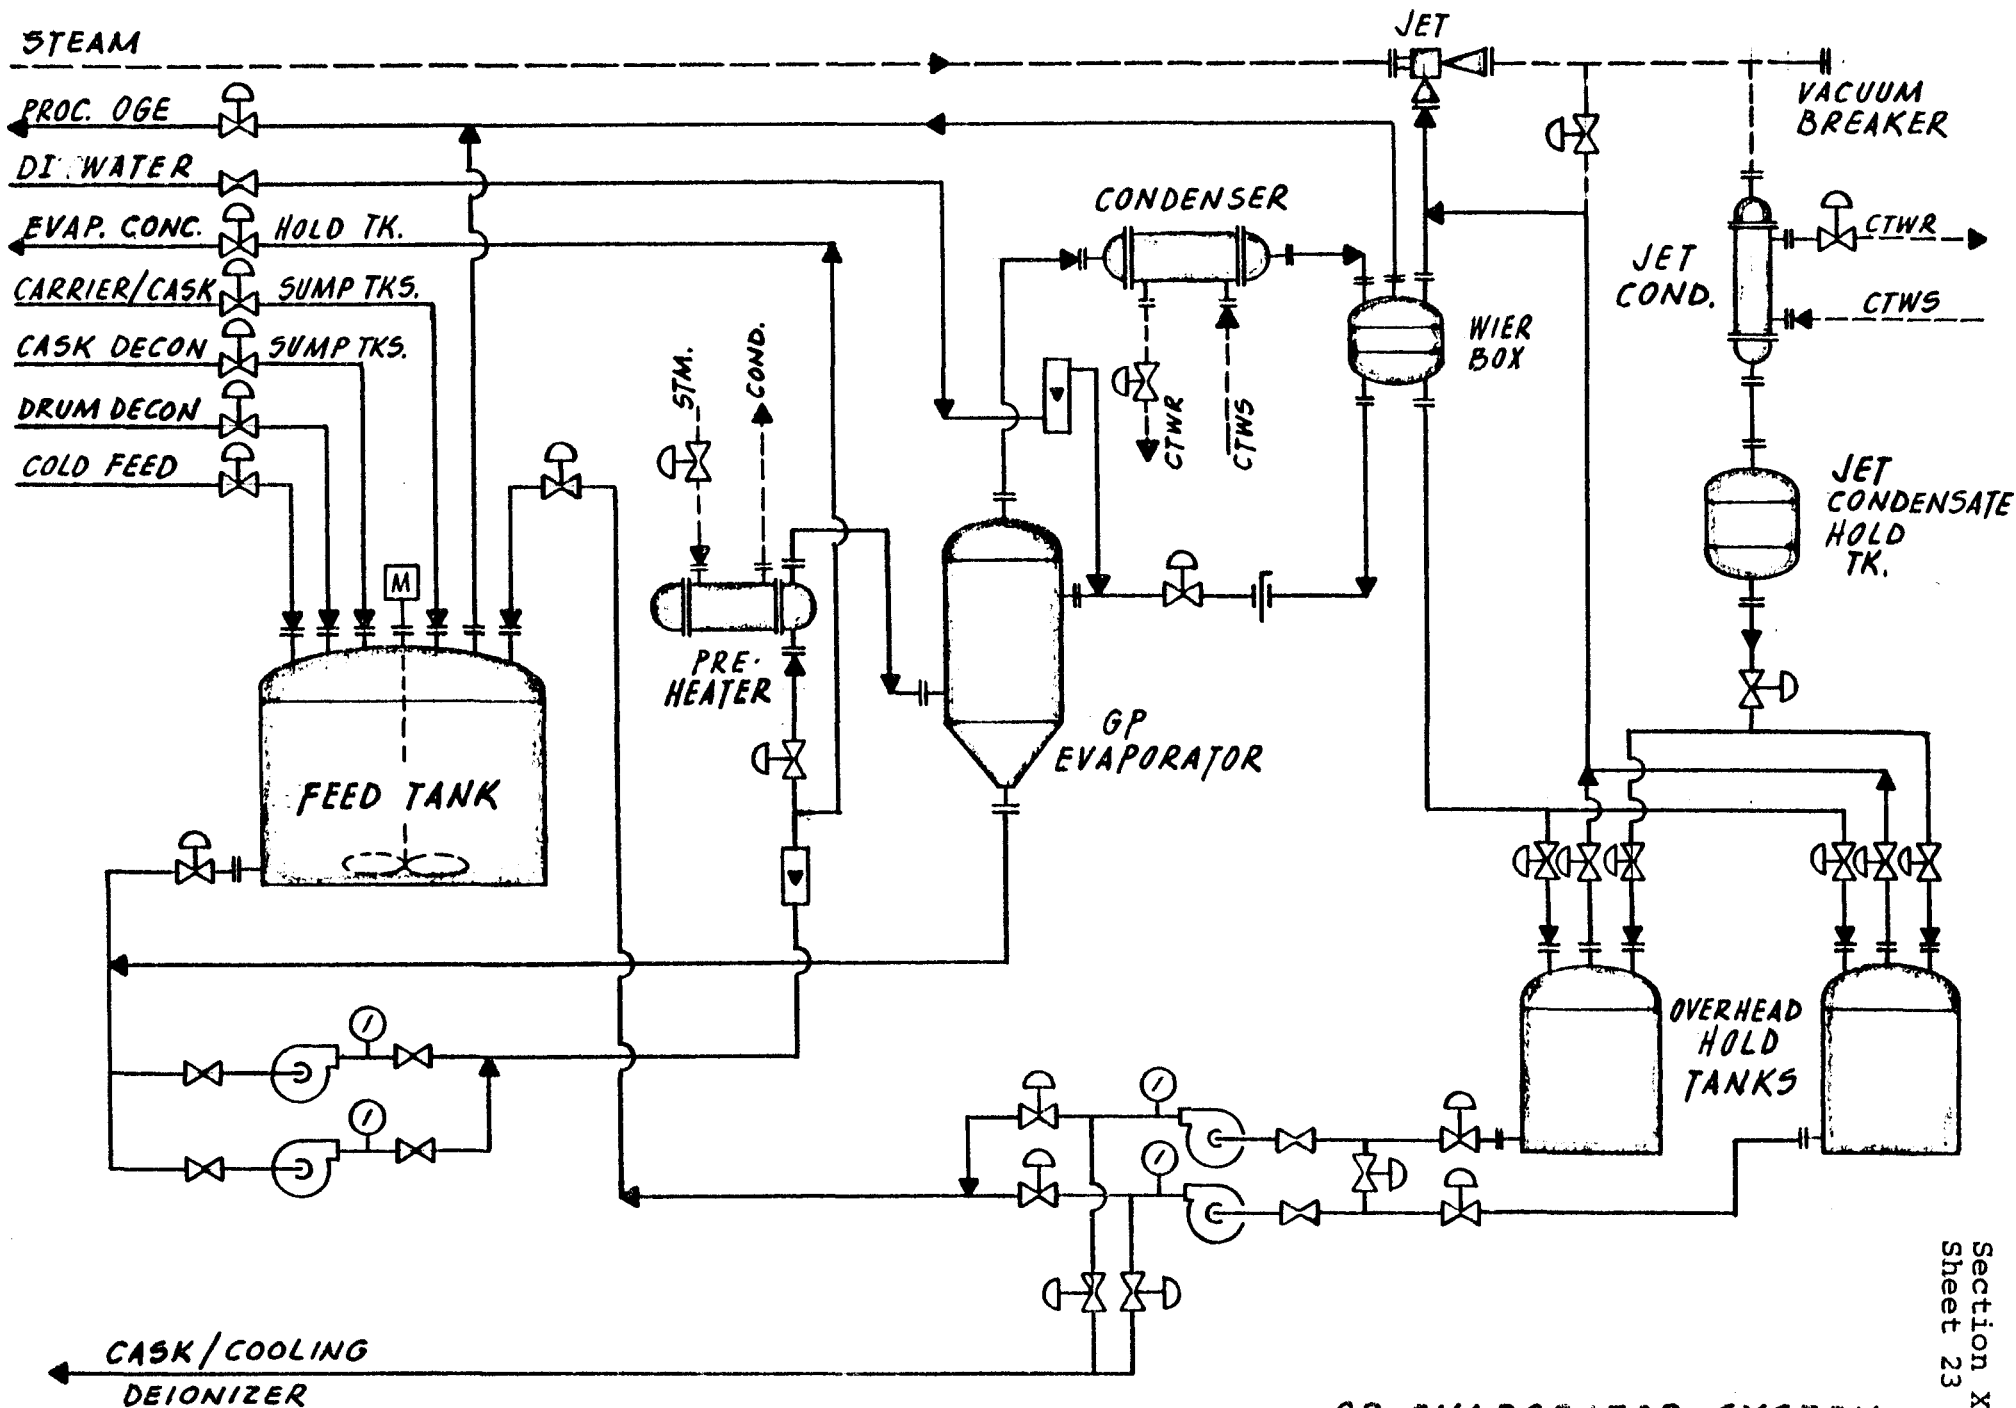 JET
STEAM
VACUUM
BREAKER
PROC. OGE
DI WATER
CONDENSER
EVAP. CONC. HOLD TK.
CTWR
JET
COND.
CARRIER/CASK SUMP TKS.
CTWS
WIER
BOX
CASK DECON SUMP TKS.
STM.
COND.
DRUM DECON
CTWR
CTWS
COLD FEED
JET
CONDENSATE
HOLD
TK.
M
PRE-
HEATER
GP
EVAPORATOR
FEED TANK
OVERHEAD
HOLD
TANKS
CASK/COOLING
DEIONIZER
Section X
Sheet 23